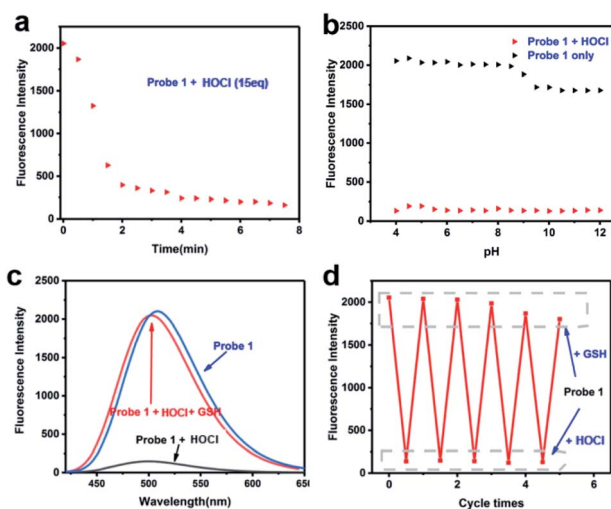 a
Fluorescence Intensity
2000
1500
1000
500
0
Probe 1 + HOCl (15eq)
0 2 4 6 8
Time(min)
b
Fluorescence Intensity
2500
2000
1500
1000
500
0
Probe 1 + HOCl
Probe 1 only
4 6 8 10 12
pH
c
Fluorescence Intensity
2500
2000
1500
1000
500
0
Probe 1
Probe 1 + HOCl+ GSH
Probe 1 + HOCl
450 500 550 600 650
Wavelength(nm)
d
Fluorescence Intensity
2000
1500
1000
500
0
+ GSH
Probe 1
+ HOCl
0 2 4 6
Cycle times